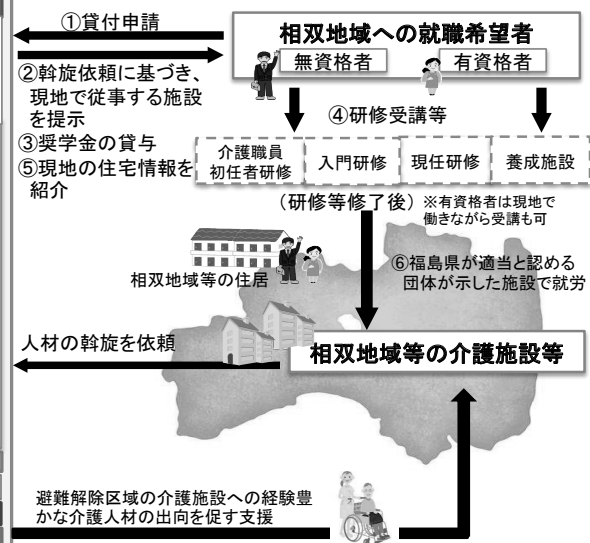 ①貸付申請
相双地域への就職希望者
無資格者
有資格者
②斡旋依頼に基づき、
現地で従事する施設
を提示
③奨学金の貸与
⑤現地の住宅情報を
紹介
④研修受講等
介護職員
初任者研修
入門研修
現任研修
養成施設
(研修等修了後)
※有資格者は現地で
働きながら受講も可
相双地域等の住居
⑥福島県が適当と認める
団体が示した施設で就労
人材の斡旋を依頼
相双地域等の介護施設等
避難解除区域の介護施設への経験豊
かな介護人材の出向を促す支援